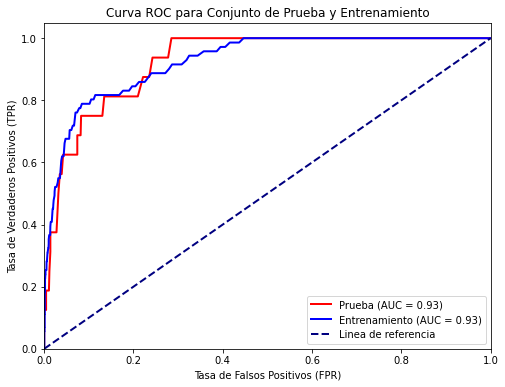 Curva ROC para Conjunto de Prueba y Entrenamiento
Tasa de Verdaderos Positivos (TPR)
1.0
0.8
0.6
0.4
0.2
0.0
0.0 0.2 0.4 0.6 0.8 1.0
Tasa de Falsos Positivos (FPR)
Prueba (AUC = 0.93)
Entrenamiento (AUC = 0.93)
Linea de referencia